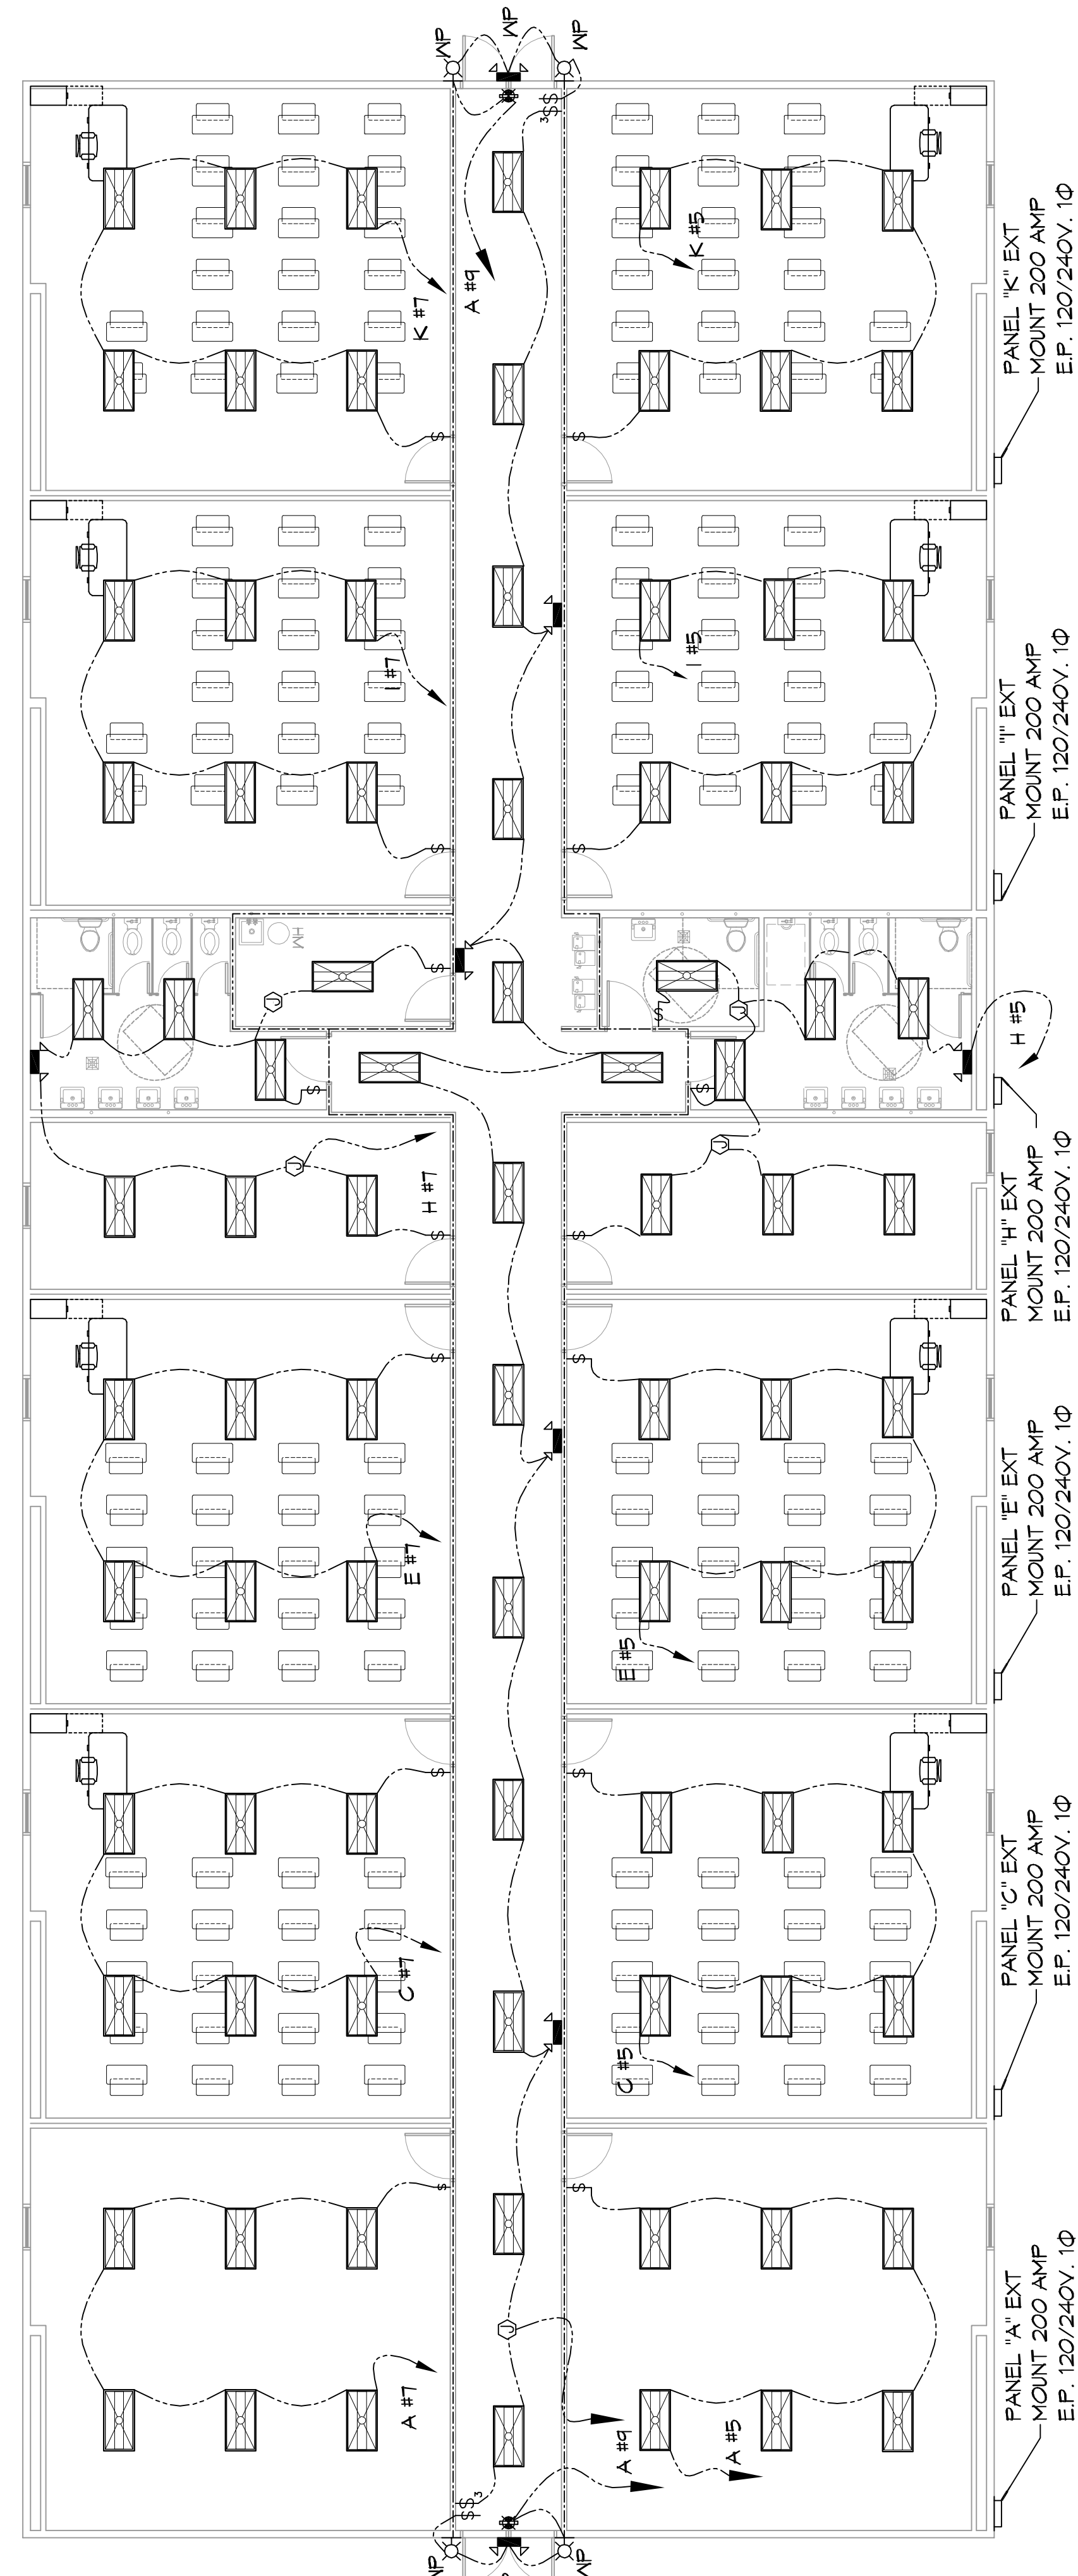 WP
WP
WP
3
$$
$
K #7
A #9
K #5
$
$
PANEL "K" EXT
MOUNT 200 AMP
E.P. 120/240V. 1Φ
I #7
I #5
$
$
PANEL "I" EXT
MOUNT 200 AMP
E.P. 120/240V. 1Φ
HM
$
J
$
J
$
$
H #5
J
H #7
J
$
$
PANEL "H" EXT
MOUNT 200 AMP
E.P. 120/240V. 1Φ
$
$
E #7
E #5
PANEL "E" EXT
MOUNT 200 AMP
E.P. 120/240V. 1Φ
$
$
C #7
C #5
PANEL "C" EXT
MOUNT 200 AMP
E.P. 120/240V. 1Φ
$
$
J
A #7
A #9
A #5
PANEL "A" EXT
MOUNT 200 AMP
E.P. 120/240V. 1Φ
$$
3
$$
WP
WP